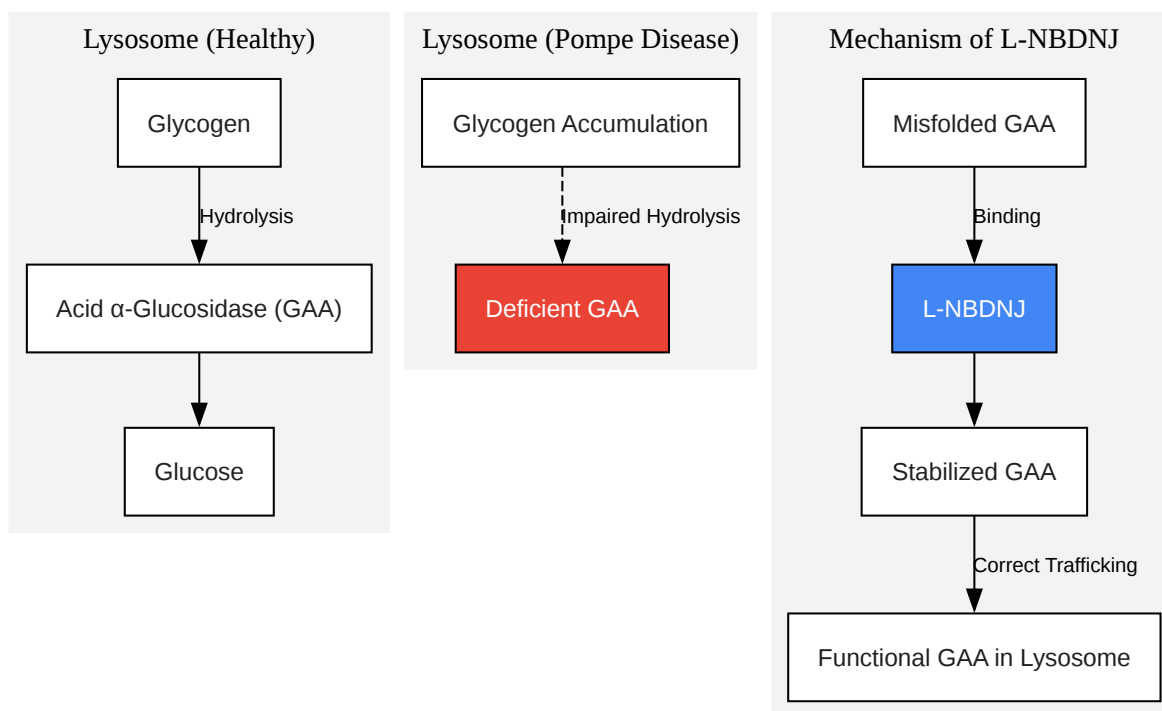 Lysosome (Healthy)
Glycogen
Hydrolysis
Acid α-Glucosidase (GAA)
Glucose
Lysosome (Pompe Disease)
Glycogen Accumulation
Impaired Hydrolysis
Deficient GAA
Mechanism of L-NBDNJ
Misfolded GAA
Binding
L-NBDNJ
Stabilized GAA
Correct Trafficking
Functional GAA in Lysosome